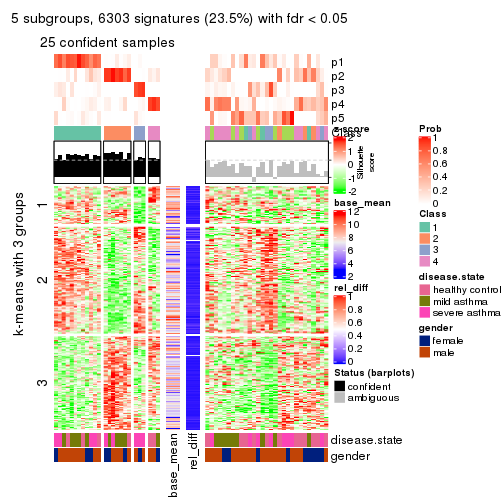 5 subgroups, 6303 signatures (23.5%) with fdr < 0.05
25 confident samples
p1
p2
p3
p4
p5
Class
z-score
2
1
0
-1
-2
Silhouette
score
k-means with 3 groups
1
2
3
base_mean
12
10
8
6
4
2
rel_diff
1
0.8
0.6
0.4
0.2
0
Status (barplots)
confident
ambiguous
Prob
1
0.8
0.6
0.4
0.2
0
Class
1
2
3
4
disease.state
healthy control
mild asthma
severe asthma
gender
female
male
disease.state
gender
base_mean
rel_diff